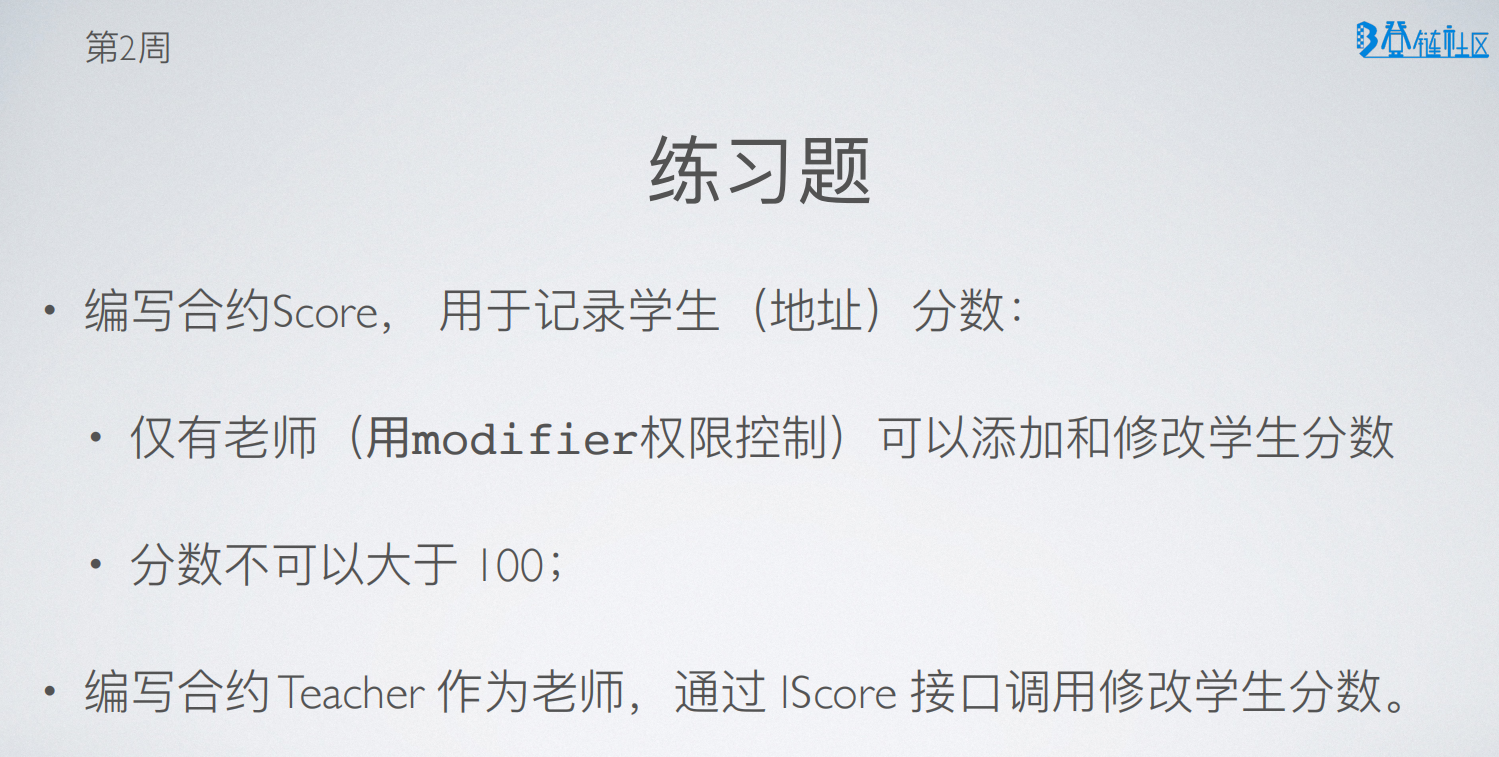 第2周
登链社区
练习题
• 编写合约Score， 用于记录学生（地址）分数：
• 仅有老师（用modifier权限控制）可以添加和修改学生分数
• 分数不可以大于 100；
• 编写合约 Teacher 作为老师，通过 IScore 接口调用修改学生分数。